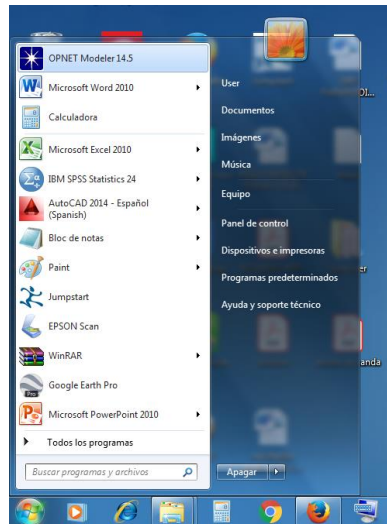 OPNET Modeler 14.5
Microsoft Word 2010
Calculadora
Microsoft Excel 2010
IBM SPSS Statistics 24
AutoCAD 2014 - Español
(Spanish)
Bloc de notas
Paint
Jumpstart
EPSON Scan
WinRAR
Google Earth Pro
Microsoft PowerPoint 2010
Todos los programas
Buscar programas y archivos
User
Documentos
Imágenes
Música
Equipo
Panel de control
Dispositivos e impresoras
Programas predeterminados
Ayuda y soporte técnico
Apagar